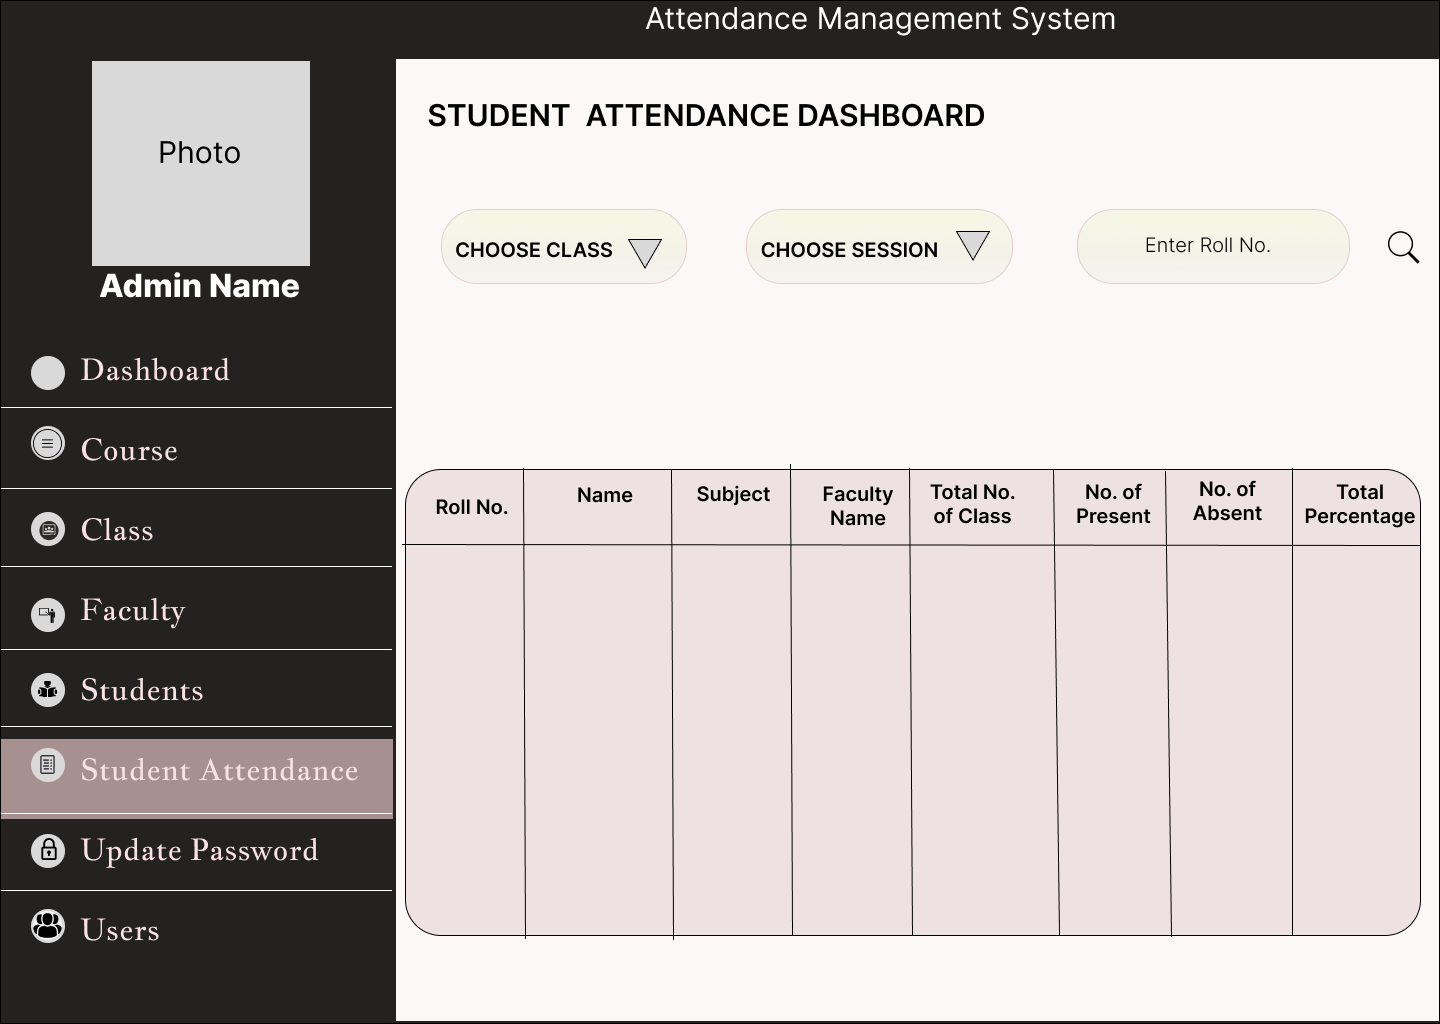 Attendance Management System
Photo
Admin Name
Dashboard
Course
Class
Faculty
Students
Student Attendance
Update Password
Users
STUDENT  ATTENDANCE DASHBOARD
CHOOSE CLASS
CHOOSE SESSION
Enter Roll No.
Roll No.
Name
Subject
Faculty
Name
Total No.
of Class
No. of
Present
No. of
Absent
Total
Percentage